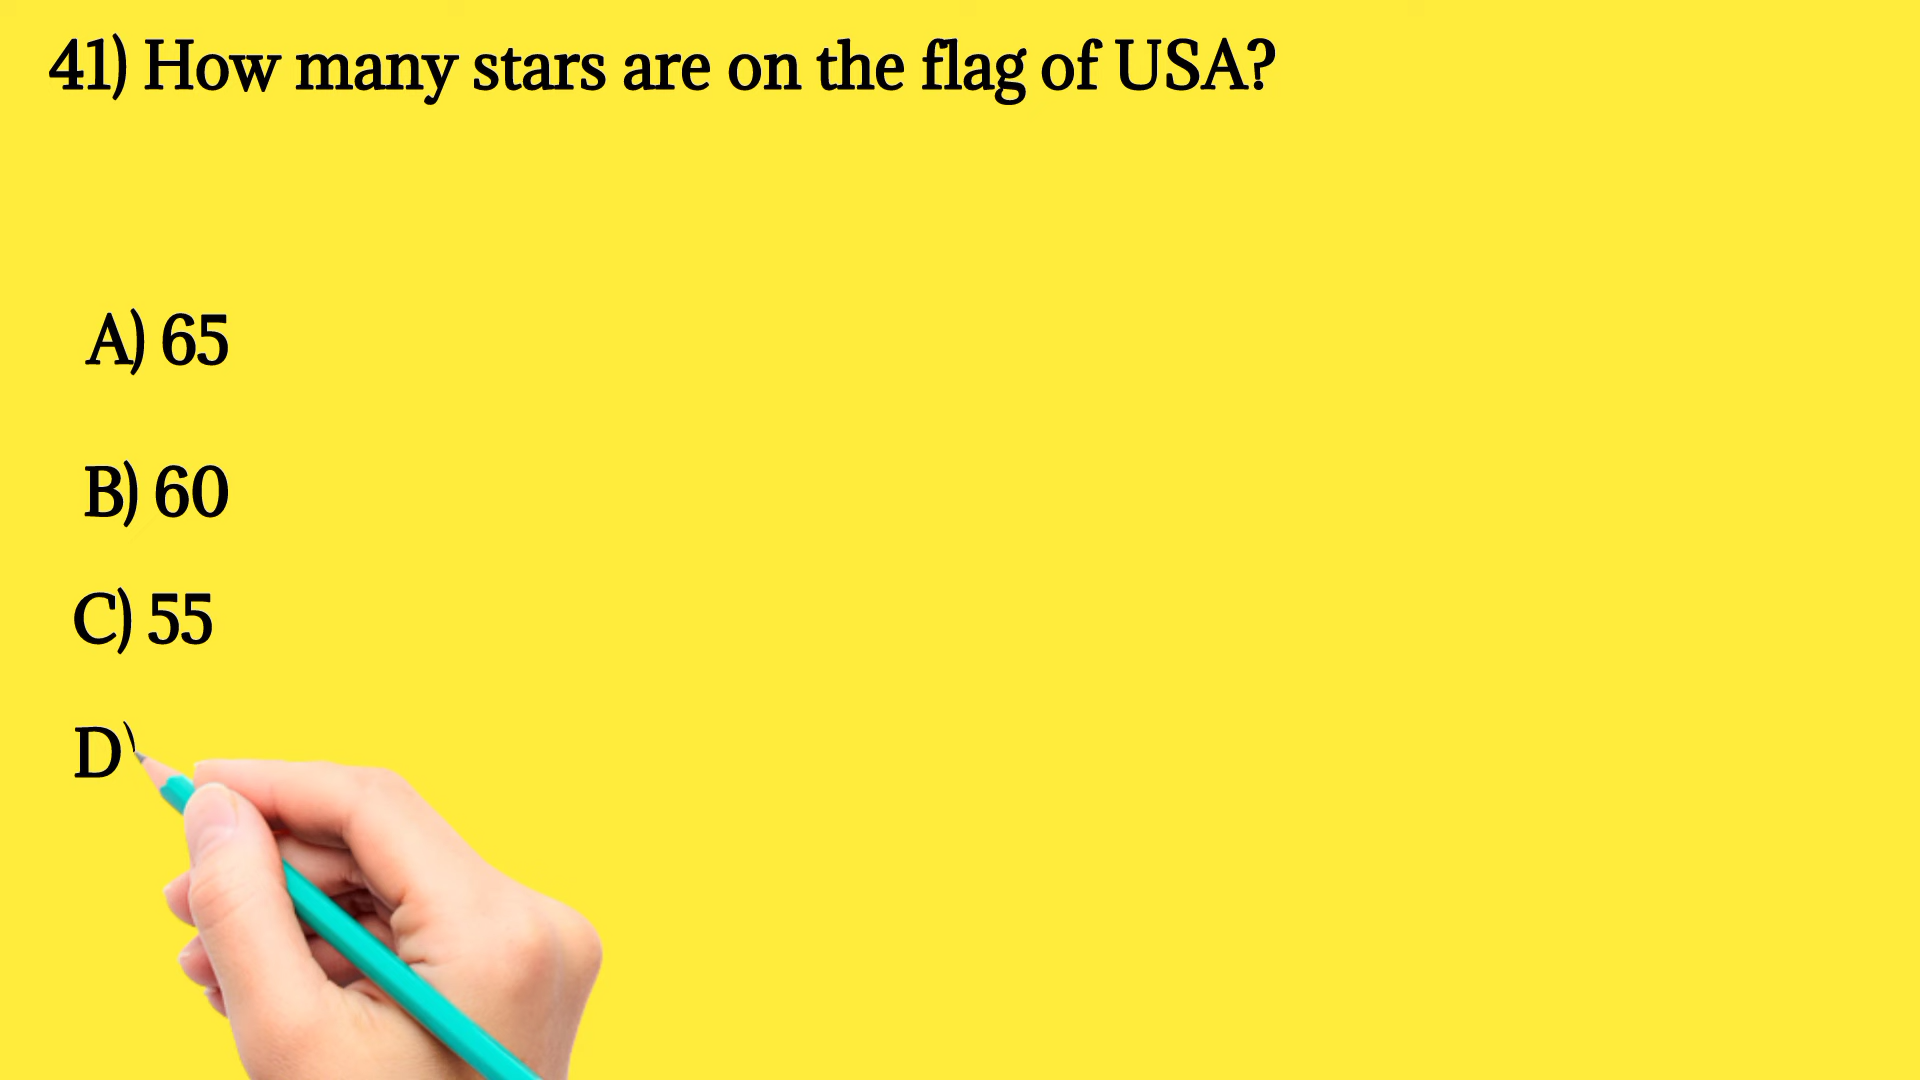 41) How many stars are on the flag of USA?
A) 65
B) 60
C) 55
D)